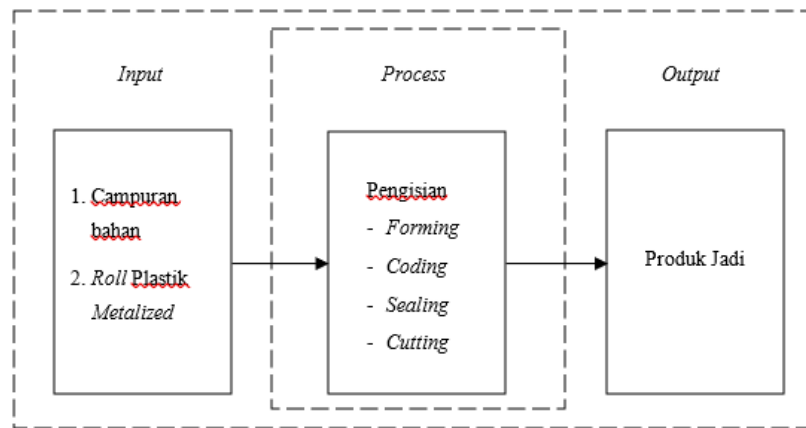 Input
Process
Output
1. Campuran
bahan
2. Roll Plastik
Metalized
Pengisian
- Forming
- Coding
- Sealing
- Cutting
Produk Jadi